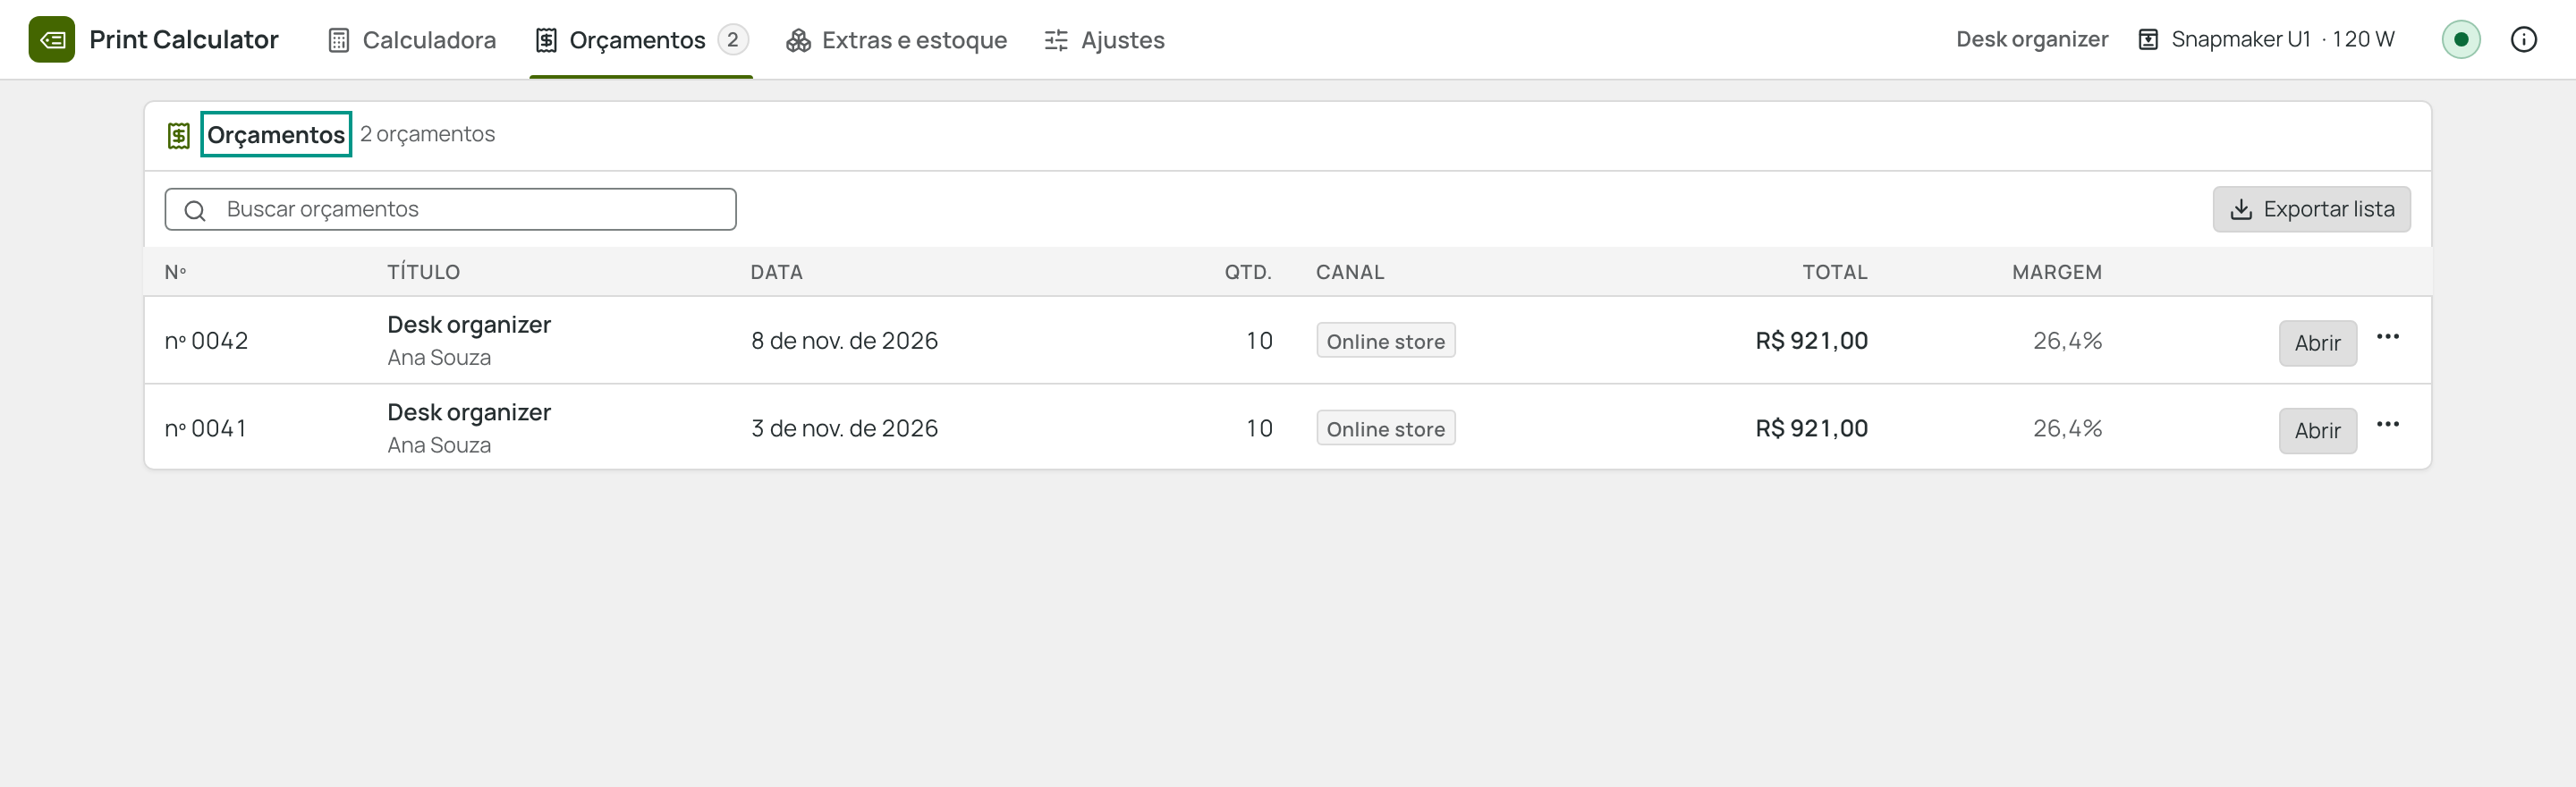 Print Calculator
Calculadora
Orçamentos 2
Extras e estoque
Ajustes
Desk organizer
Snapmaker U1 · 120 W
Orçamentos 2 orçamentos
Buscar orçamentos
Exportar lista
Nº TÍTULO DATA QTD. CANAL TOTAL MARGEM
nº 0042 Desk organizer 8 de nov. de 2026 10 Online store R$ 921,00 26,4% Abrir
Ana Souza
nº 0041 Desk organizer 3 de nov. de 2026 10 Online store R$ 921,00 26,4% Abrir
Ana Souza